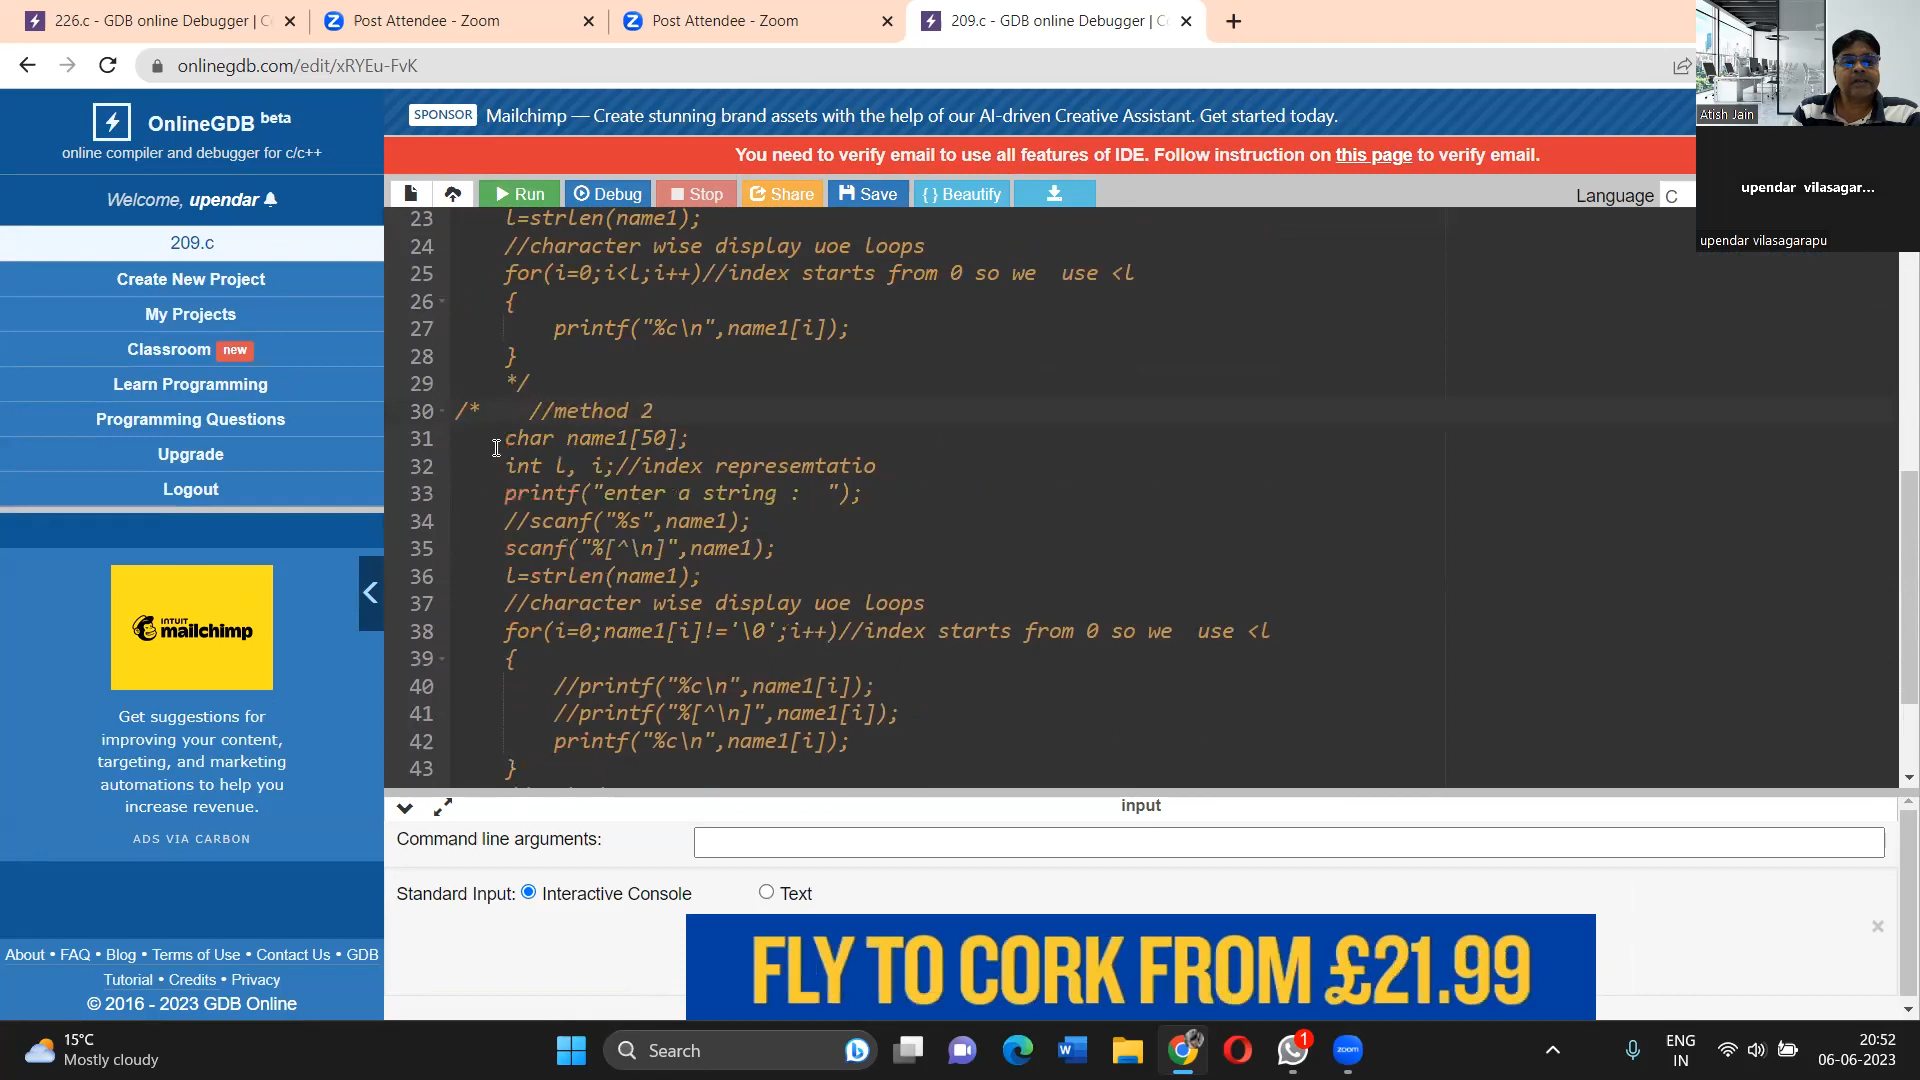 226.c - GDB online Debugger | C
Post Attendee - Zoom
Post Attendee - Zoom
209.c - GDB online Debugger | C
onlinegdb.com/edit/xRYEu-FvK
Atish Jain
upendar vilasagar...
upendar vilasagarapu
OnlineGDB beta
online compiler and debugger for c/c++
Welcome, upendar
209.c
Create New Project
My Projects
Classroom new
Learn Programming
Programming Questions
Upgrade
Logout
INTUIT
mailchimp
Get suggestions for
improving your content,
targeting, and marketing
automations to help you
increase revenue.
ADS VIA CARBON
About • FAQ • Blog • Terms of Use • Contact Us • GDB
Tutorial • Credits • Privacy
© 2016 - 2023 GDB Online
SPONSOR Mailchimp — Create stunning brand assets with the help of our AI-driven Creative Assistant. Get started today.
You need to verify email to use all features of IDE. Follow instruction on this page to verify email.
Run Debug Stop Share Save { } Beautify Language C
23 l=strlen(name1);
24 //character wise display uoe loops
25 for(i=0;i<l;i++)//index starts from 0 so we  use <l
26 {
27 printf("%c\n",name1[i]);
28 }
29 */
30 /*    //method 2
31 char name1[50];
32 int l, i;//index represemtatio
33 printf("enter a string :  ");
34 //scanf("%s",name1);
35 scanf("%[^\n]",name1);
36 l=strlen(name1);
37 //character wise display uoe loops
38 for(i=0;name1[i]!='\0';i++)//index starts from 0 so we  use <l
39 {
40 //printf("%c\n",name1[i]);
41 //printf("%[^\n]",name1[i]);
42 printf("%c\n",name1[i]);
43 }
input
Command line arguments:
Standard Input: Interactive Console Text
FLY TO CORK FROM £21.99
15°C
Mostly cloudy
Search
1
zoom
ENG
IN
20:52
06-06-2023